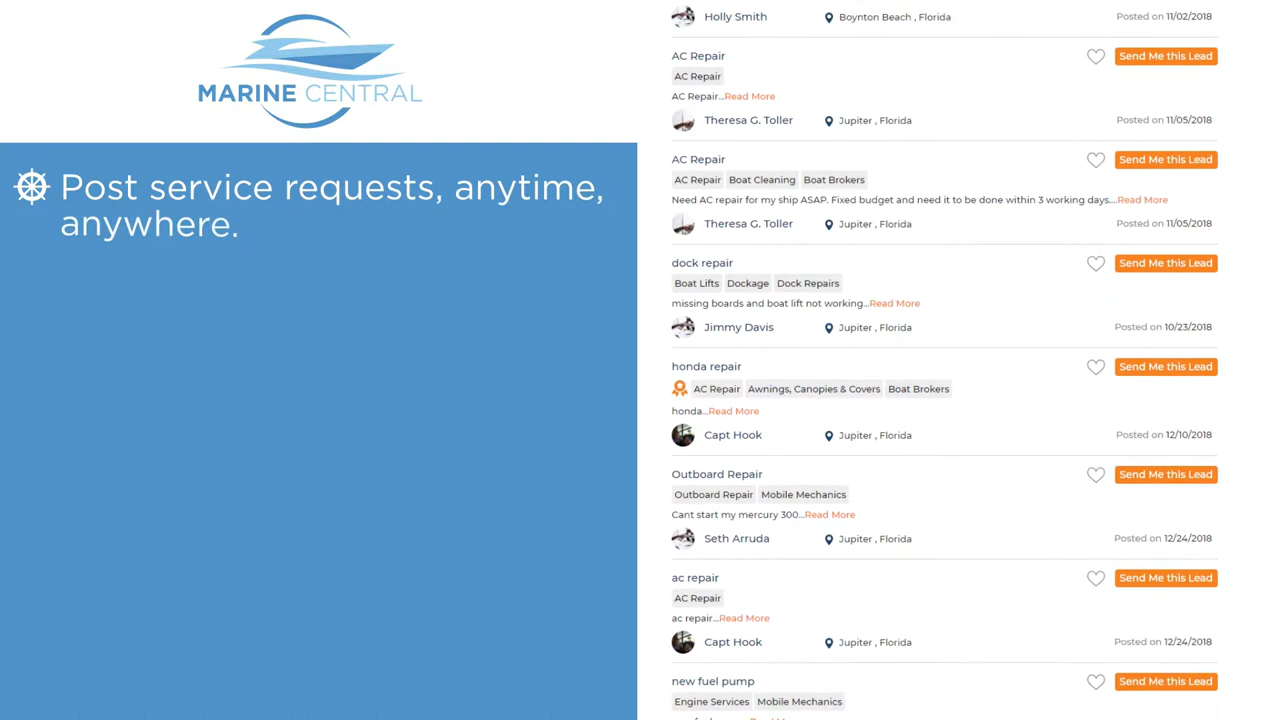 MARINE CENTRAL
Post service requests, anytime,
anywhere.
Holly Smith Boynton Beach , Florida Posted on 11/02/2018
AC Repair Send Me this Lead
AC Repair
AC Repair...Read More
Theresa G. Toller Jupiter , Florida Posted on 11/05/2018
AC Repair Send Me this Lead
AC Repair Boat Cleaning Boat Brokers
Need AC repair for my ship ASAP. Fixed budget and need it to be done within 3 working days....Read More
Theresa G. Toller Jupiter , Florida Posted on 11/05/2018
dock repair Send Me this Lead
Boat Lifts Dockage Dock Repairs
missing boards and boat lift not working...Read More
Jimmy Davis Jupiter , Florida Posted on 10/23/2018
honda repair Send Me this Lead
AC Repair Awnings, Canopies & Covers Boat Brokers
honda...Read More
Capt Hook Jupiter , Florida Posted on 12/10/2018
Outboard Repair Send Me this Lead
Outboard Repair Mobile Mechanics
Cant start my mercury 300...Read More
Seth Arruda Jupiter , Florida Posted on 12/24/2018
ac repair Send Me this Lead
AC Repair
ac repair...Read More
Capt Hook Jupiter , Florida Posted on 12/24/2018
new fuel pump Send Me this Lead
Engine Services Mobile Mechanics